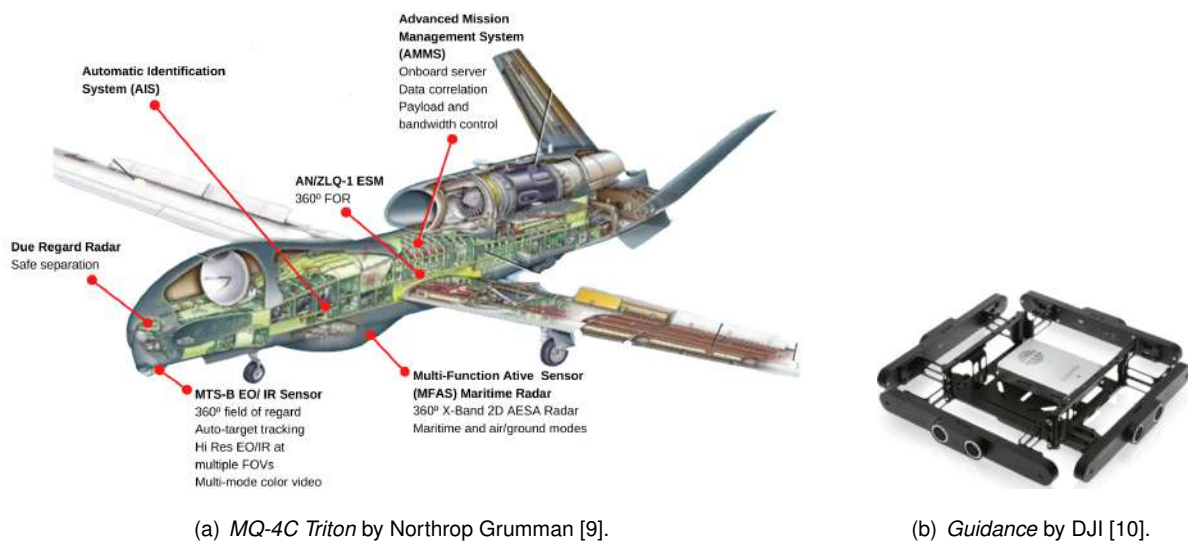 Advanced Mission
Management System
(AMMS)
Onboard server
Data correlation
Payload and
bandwidth control
Automatic Identification
System (AIS)
AN/ZLQ-1 ESM
360º FOR
Due Regard Radar
Safe separation
MTS-B EO/ IR Sensor
360º field of regard
Auto-target tracking
Hi Res EO/IR at
multiple FOVs
Multi-mode color video
Multi-Function Ative Sensor
(MFAS) Maritime Radar
360º X-Band 2D AESA Radar
Maritime and air/ground modes
(a) MQ-4C Triton by Northrop Grumman [9].
(b) Guidance by DJI [10].